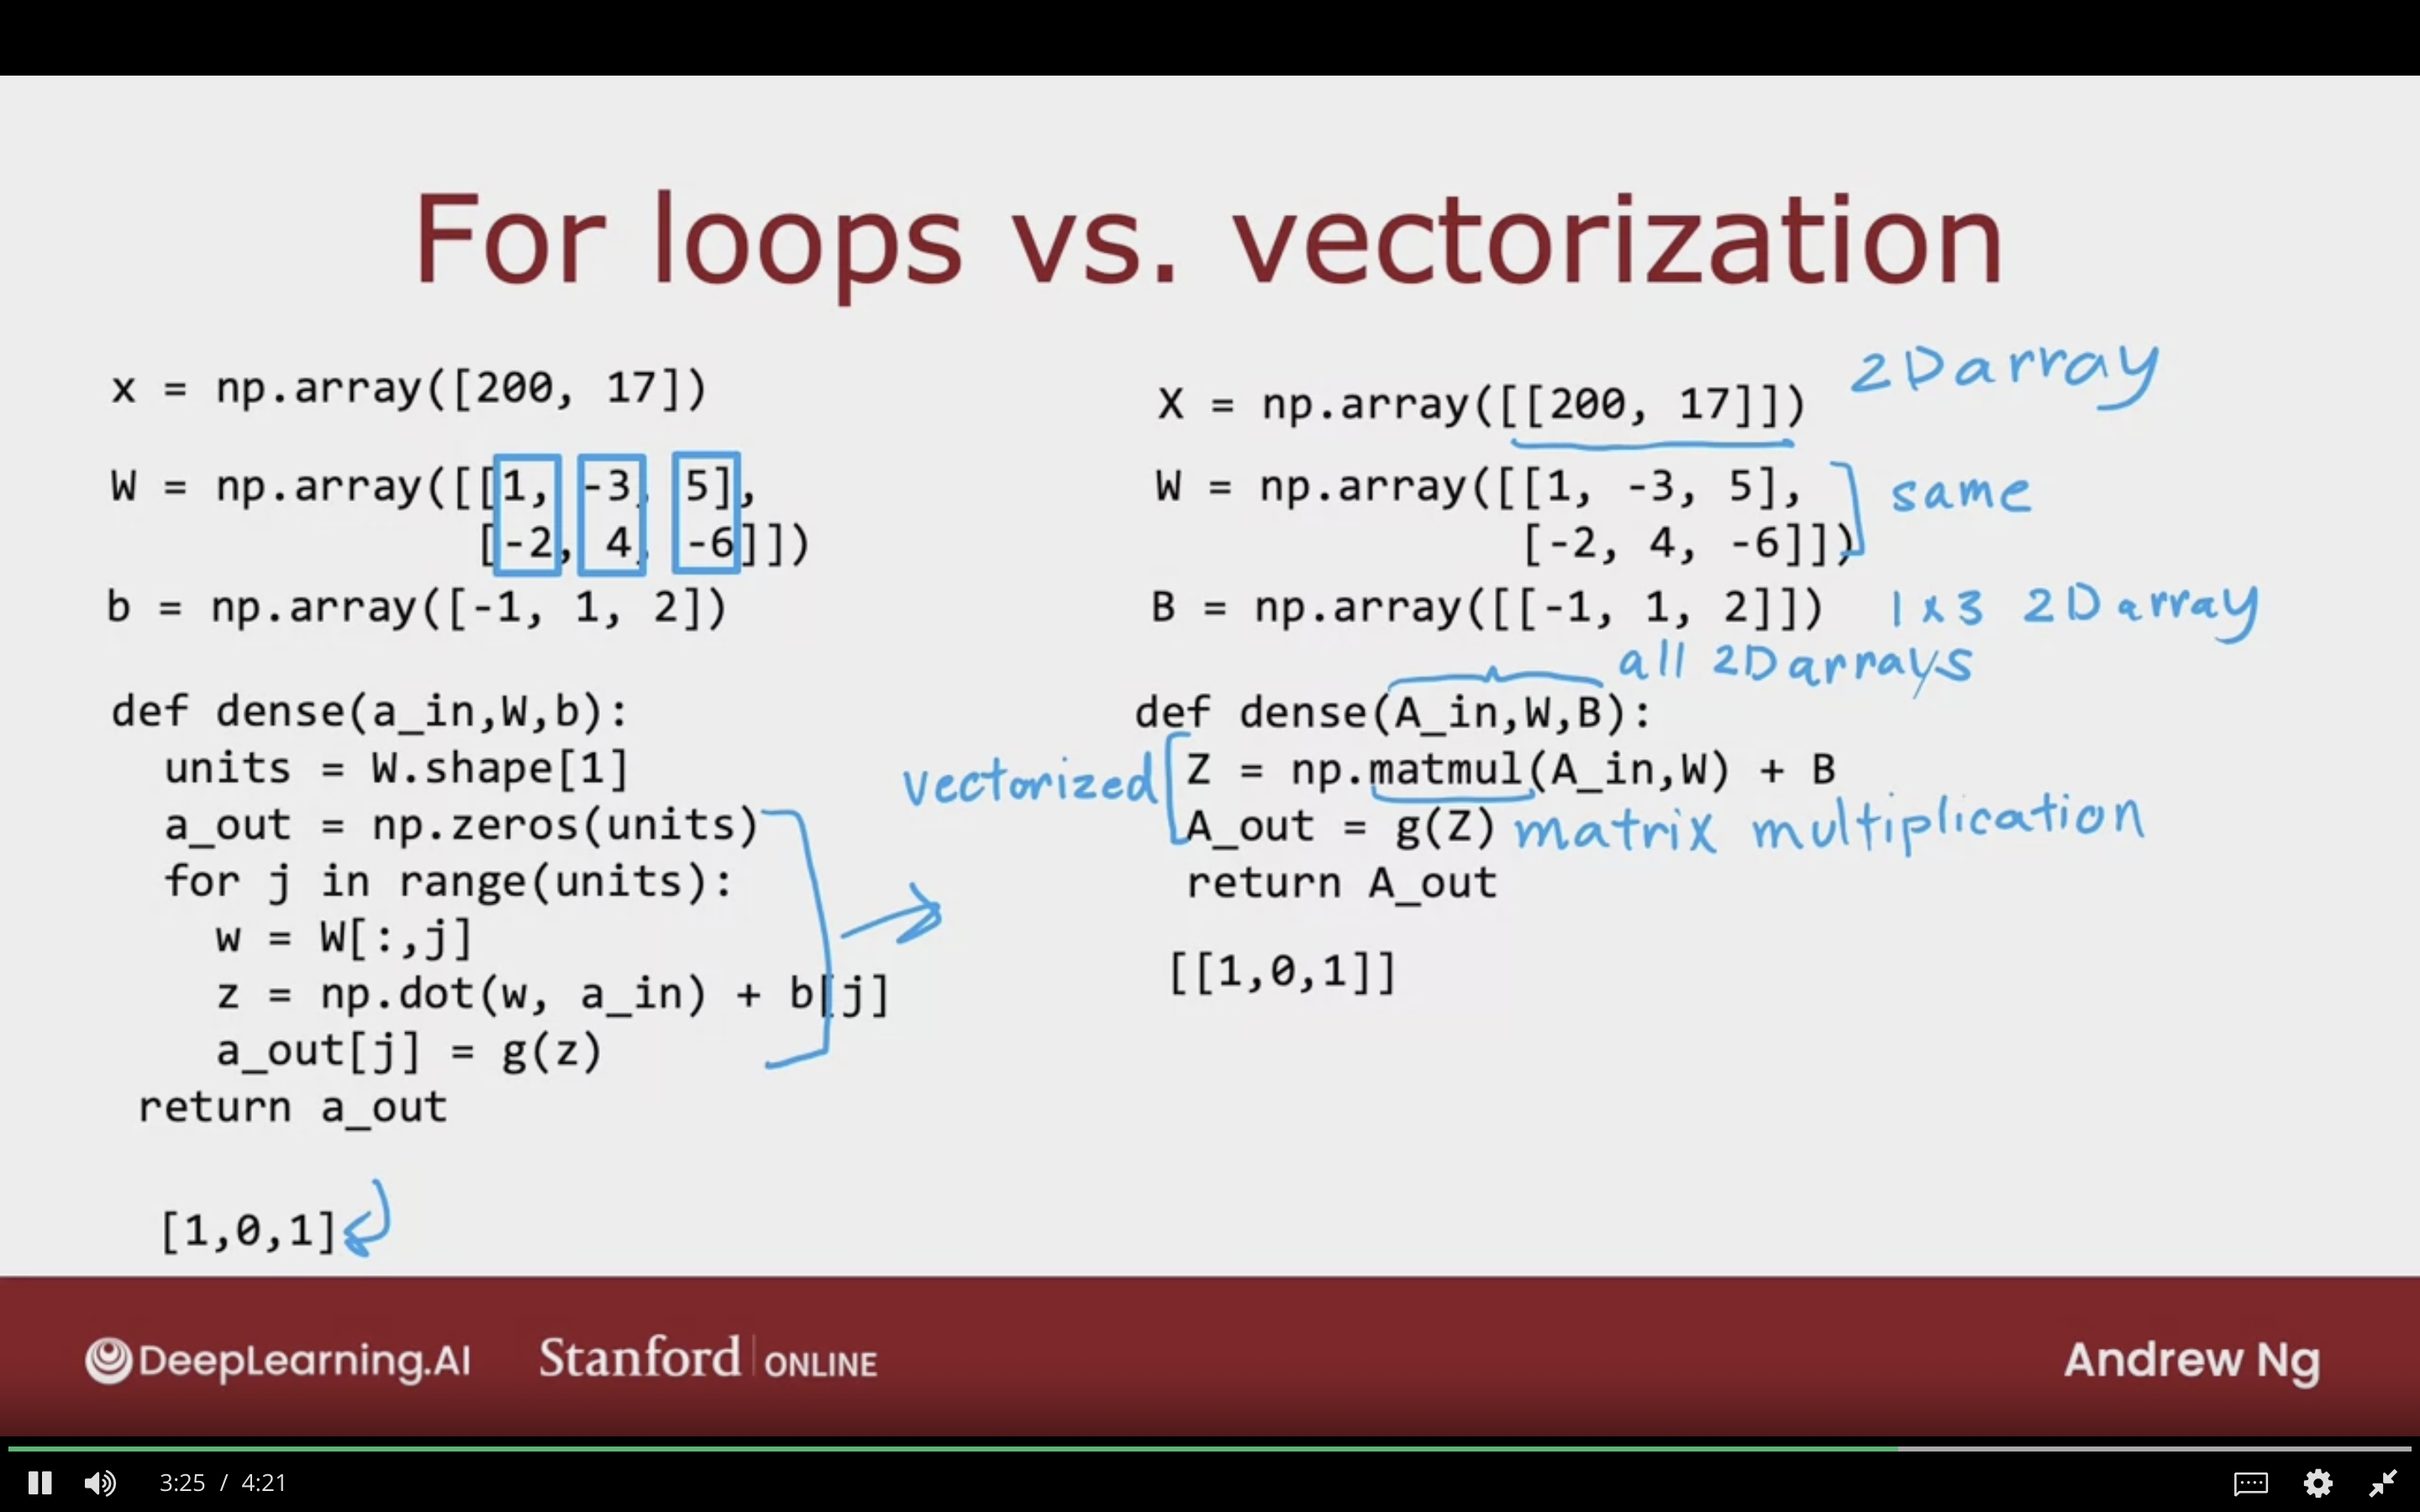 For loops vs. vectorization
x = np.array([200, 17])
W = np.array([[1, -3, 5],
[-2, 4, -6]])
b = np.array([-1, 1, 2])
def dense(a_in,W,b):
units = W.shape[1]
a_out = np.zeros(units)
for j in range(units):
w = W[:,j]
z = np.dot(w, a_in) + b[j]
a_out[j] = g(z)
return a_out
[1,0,1]
X = np.array([[200, 17]]) 2D array
W = np.array([[1, -3, 5], same
[-2, 4, -6]])
B = np.array([[-1, 1, 2]]) 1 x 3 2D array
all 2D arrays
def dense(A_in,W,B):
vectorized Z = np.matmul(A_in,W) + B
A_out = g(Z) matrix multiplication
return A_out
[[1,0,1]]
DeepLearning.AI Stanford ONLINE Andrew Ng
3:25 / 4:21